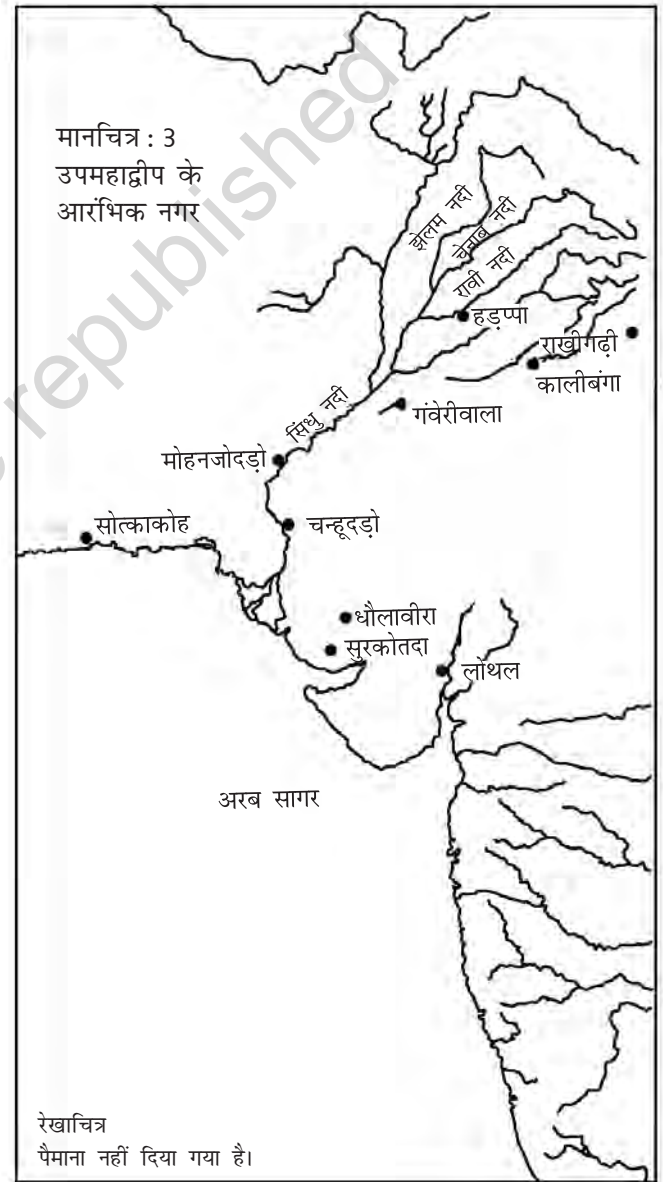 मानचित्र : 3
उपमहाद्वीप के
आरंभिक नगर
झेलम नदी
चेनाब नदी
रावी नदी
हड़प्पा
राखीगढ़ी
कालीबंगा
गंवेरीवाला
सिंधु नदी
मोहनजोदड़ो
चन्हूदड़ो
सोत्काकोह
धौलावीरा
सुरकोतदा
लोथल
अरब सागर
रेखाचित्र
पैमाना नहीं दिया गया है।
republished